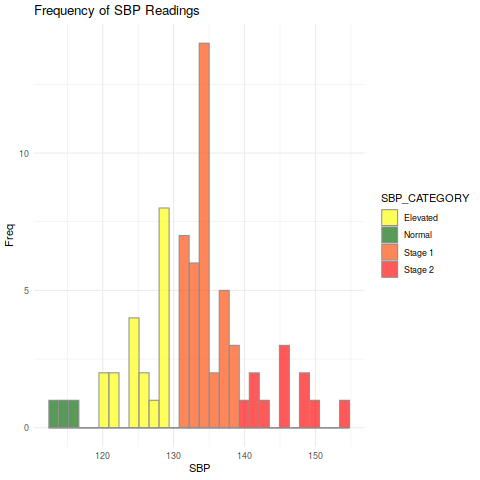 Frequency of SBP Readings
10
5
0
Freq
120 130 140 150
SBP
SBP_CATEGORY
Elevated
Normal
Stage 1
Stage 2